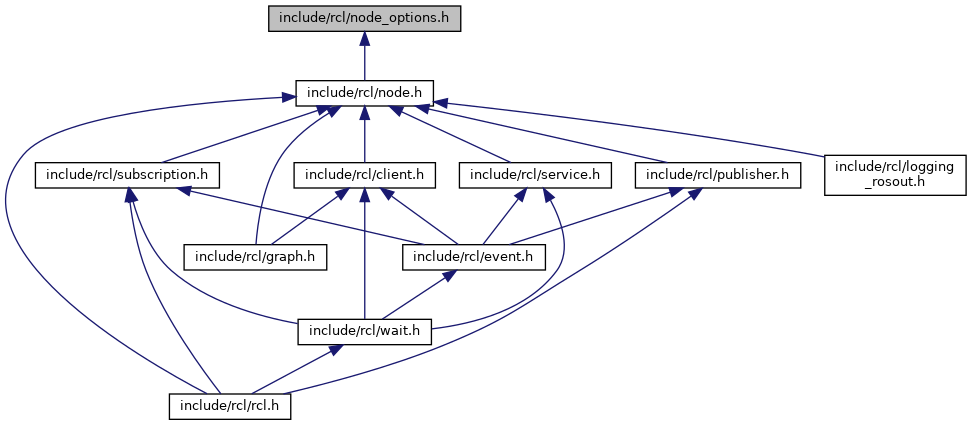 include/rcl/node_options.h
include/rcl/node.h
include/rcl/subscription.h
include/rcl/client.h
include/rcl/service.h
include/rcl/publisher.h
include/rcl/logging
_rosout.h
include/rcl/graph.h
include/rcl/event.h
include/rcl/wait.h
include/rcl/rcl.h